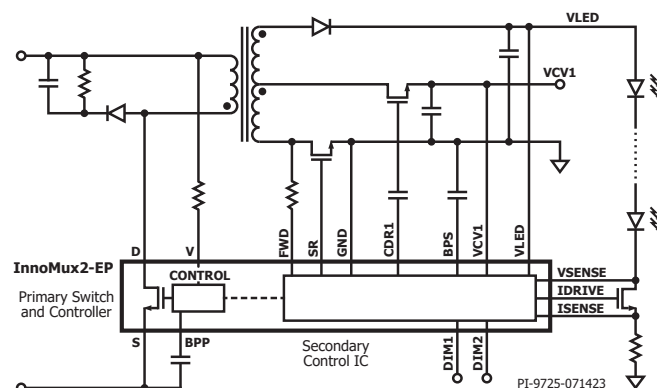 VLED
VCV1
D
V
FWD
SR
GND
CDR1
BPS
VCV1
VLED
InnoMux2-EP
CONTROL
VSENSE
IDRIVE
ISENSE
Primary Switch
and Controller
S
BPP
Secondary
Control IC
DIM1
DIM2
PI-9725-071423